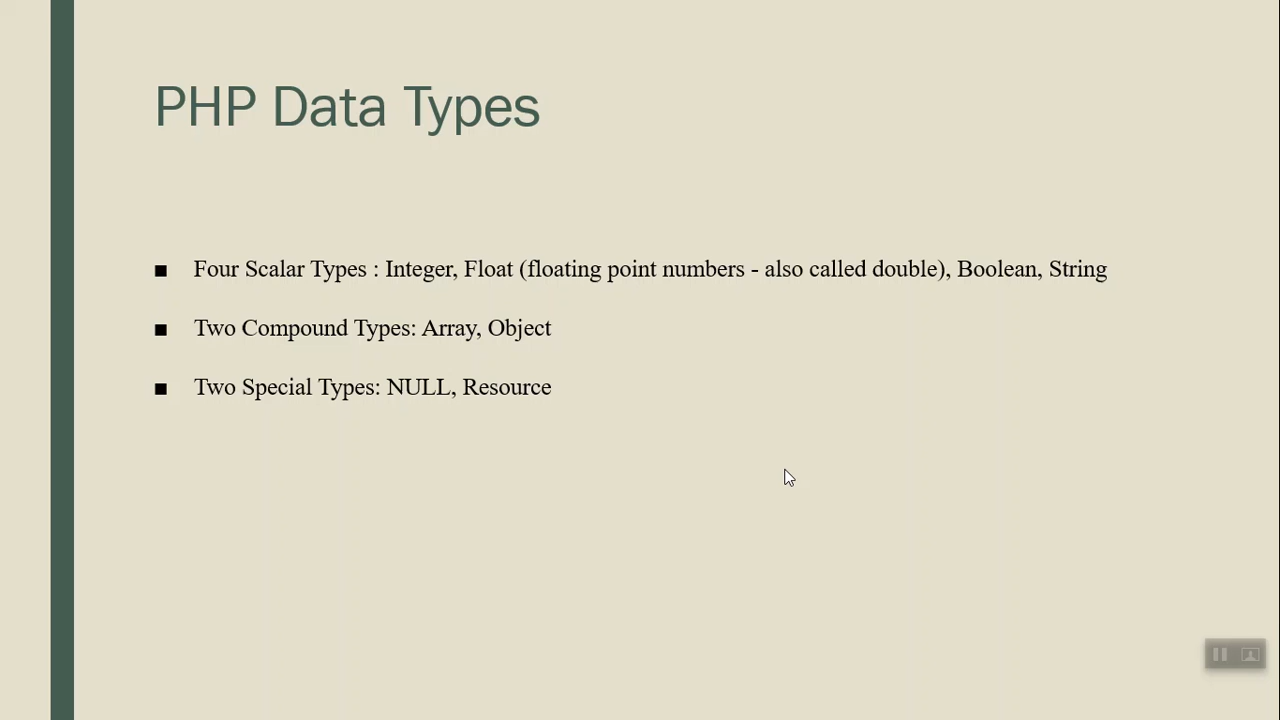 PHP Data Types
■ Four Scalar Types : Integer, Float (floating point numbers - also called double), Boolean, String
■ Two Compound Types: Array, Object
■ Two Special Types: NULL, Resource